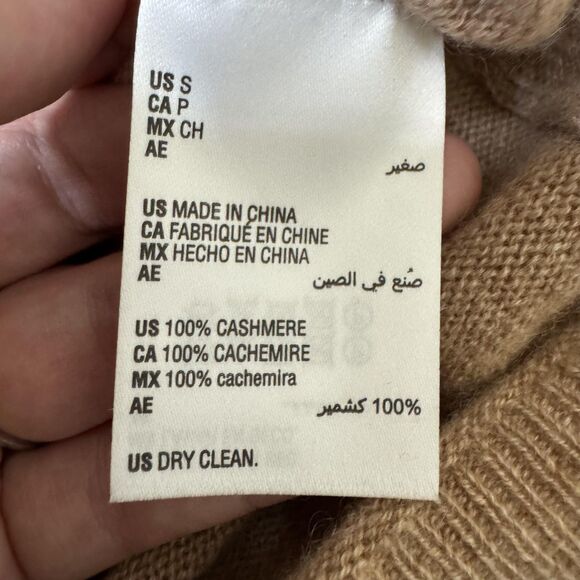 US S
CA P
MX CH
AE
صغير
US MADE IN CHINA
CA FABRIQUÉ EN CHINE
MX HECHO EN CHINA
AE
صُنع في الصين
US 100% CASHMERE
CA 100% CACHEMIRE
MX 100% cachemira
AE
100% كشمير
US DRY CLEAN.